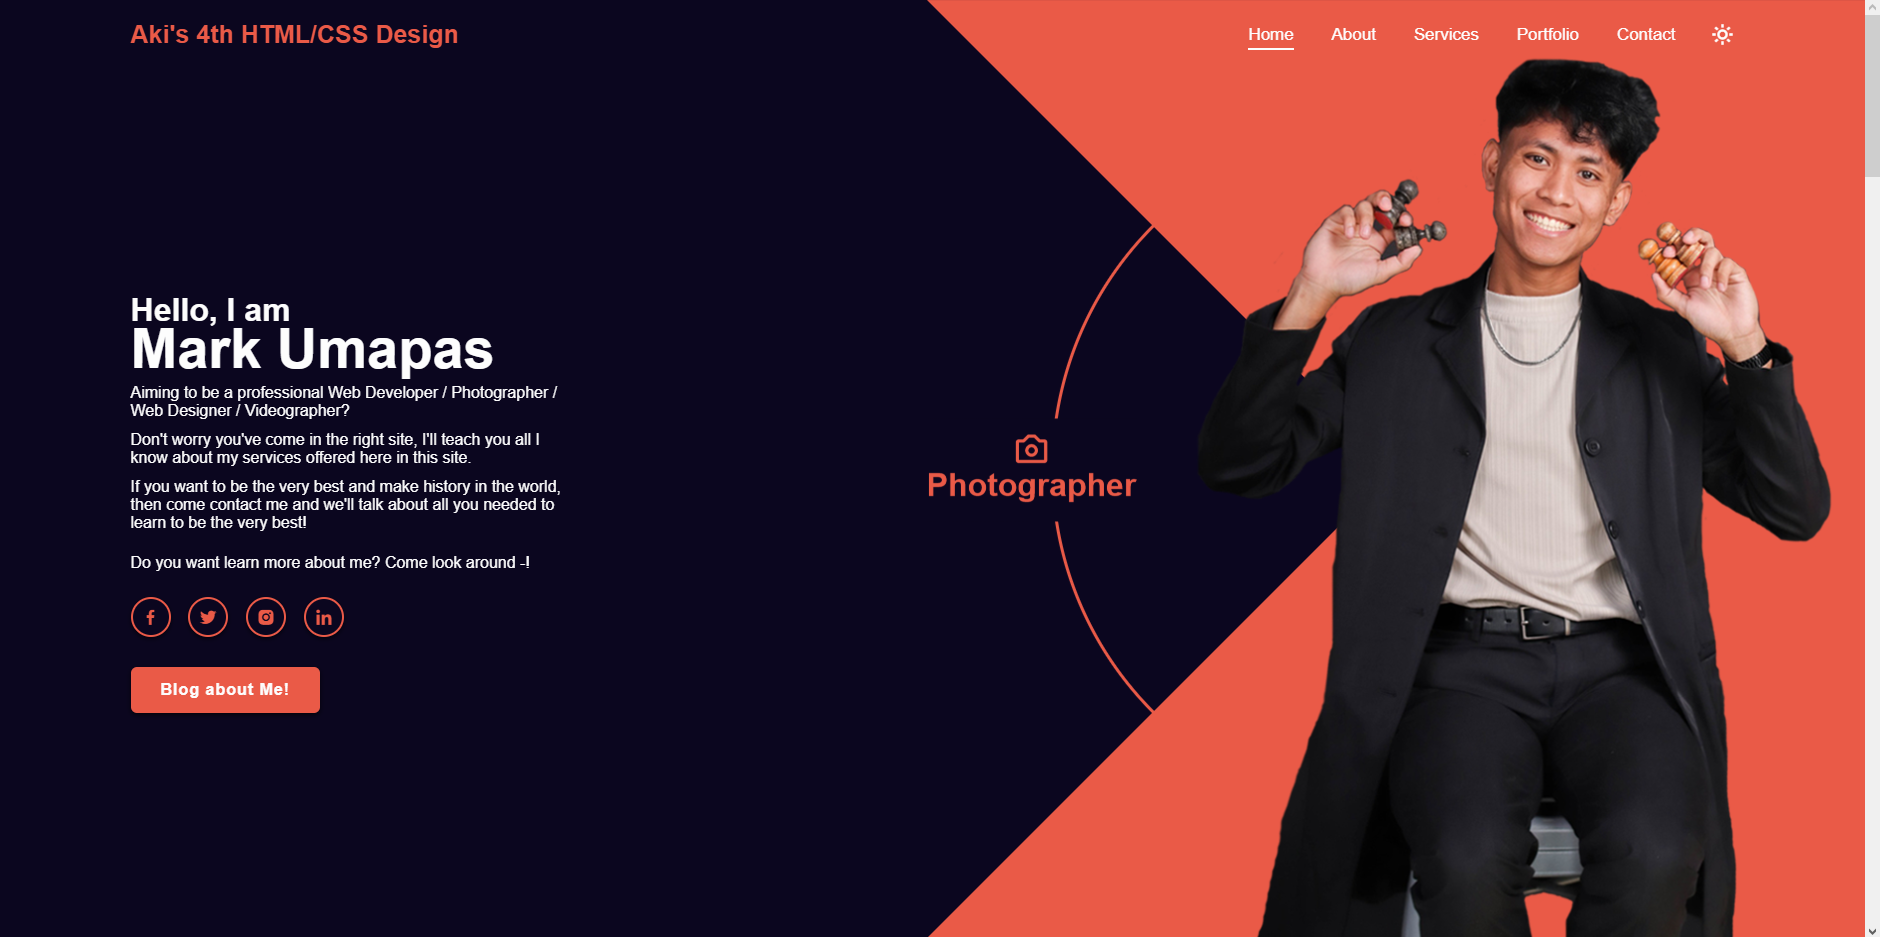 Aki's 4th HTML/CSS Design
Home
About
Services
Portfolio
Contact
Hello, I am
Mark Umapas
Aiming to be a professional Web Developer / Photographer /
Web Designer / Videographer?
Don't worry you've come in the right site, I'll teach you all I
know about my services offered here in this site.
If you want to be the very best and make history in the world,
then come contact me and we'll talk about all you needed to
learn to be the very best!
Do you want learn more about me? Come look around -!
Blog about Me!
Photographer